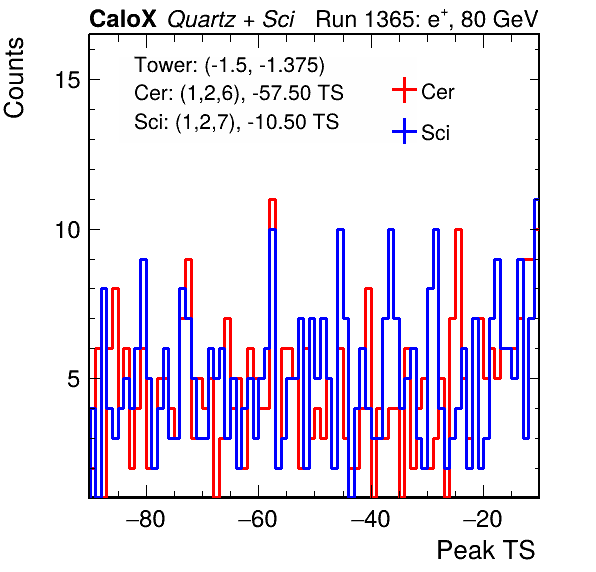 CaloX Quartz + Sci Run 1365: e+, 80 GeV
Counts
Tower: (-1.5, -1.375)
Cer: (1,2,6), -57.50 TS
Sci: (1,2,7), -10.50 TS
Cer
Sci
15
10
5
−80 −60 −40 −20
Peak TS